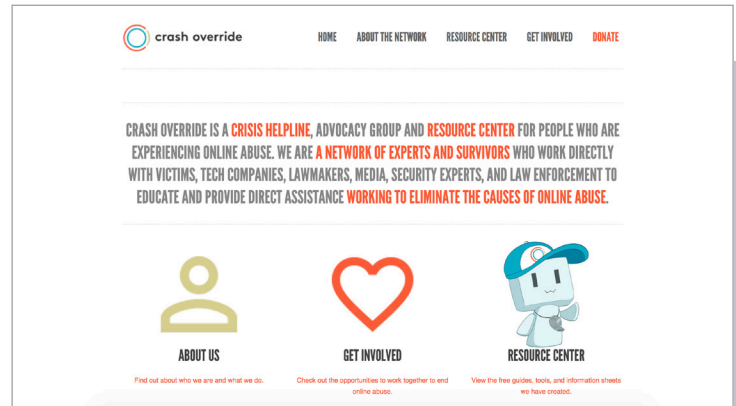 crash override
HOME ABOUT THE NETWORK RESOURCE CENTER GET INVOLVED DONATE
CRASH OVERRIDE IS A CRISIS HELPLINE, ADVOCACY GROUP AND RESOURCE CENTER FOR PEOPLE WHO ARE
EXPERIENCING ONLINE ABUSE. WE ARE A NETWORK OF EXPERTS AND SURVIVORS WHO WORK DIRECTLY
WITH VICTIMS, TECH COMPANIES, LAWMAKERS, MEDIA, SECURITY EXPERTS, AND LAW ENFORCEMENT TO
EDUCATE AND PROVIDE DIRECT ASSISTANCE WORKING TO ELIMINATE THE CAUSES OF ONLINE ABUSE.
ABOUT US
Find out about who we are and what we do.
GET INVOLVED
Check out the opportunities to work together to end
online abuse.
RESOURCE CENTER
View the free guides, tools, and information sheets
we have created.